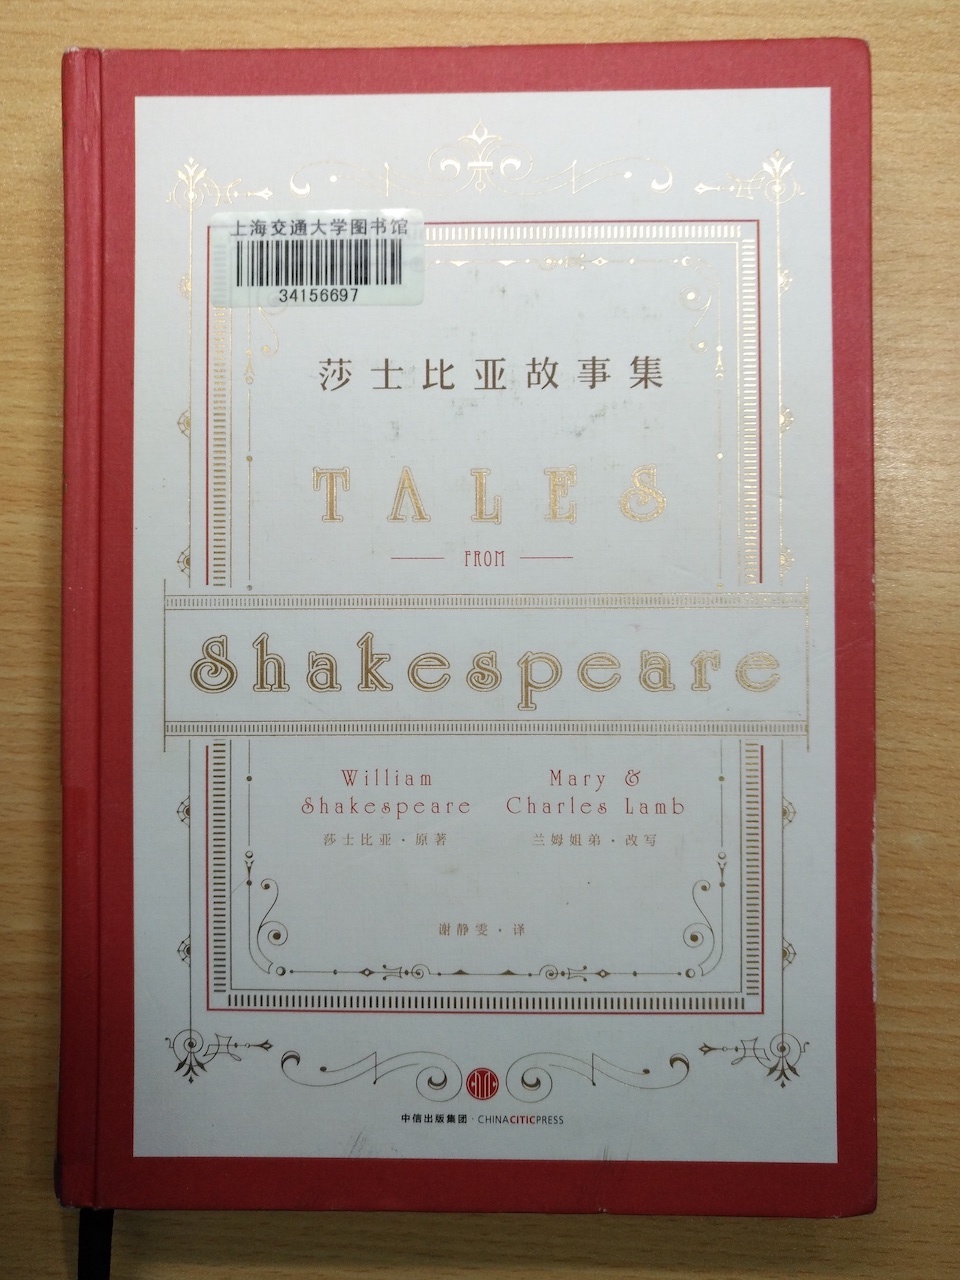 上海交通大学图书馆
34156697
莎士比亚故事集
TALES
FROM
Shakespeare
William
Shakespeare
莎士比亚·原著
Mary &
Charles Lamb
兰姆姐弟·改写
谢静雯·译
中信出版集团·CHINACITICPRESS